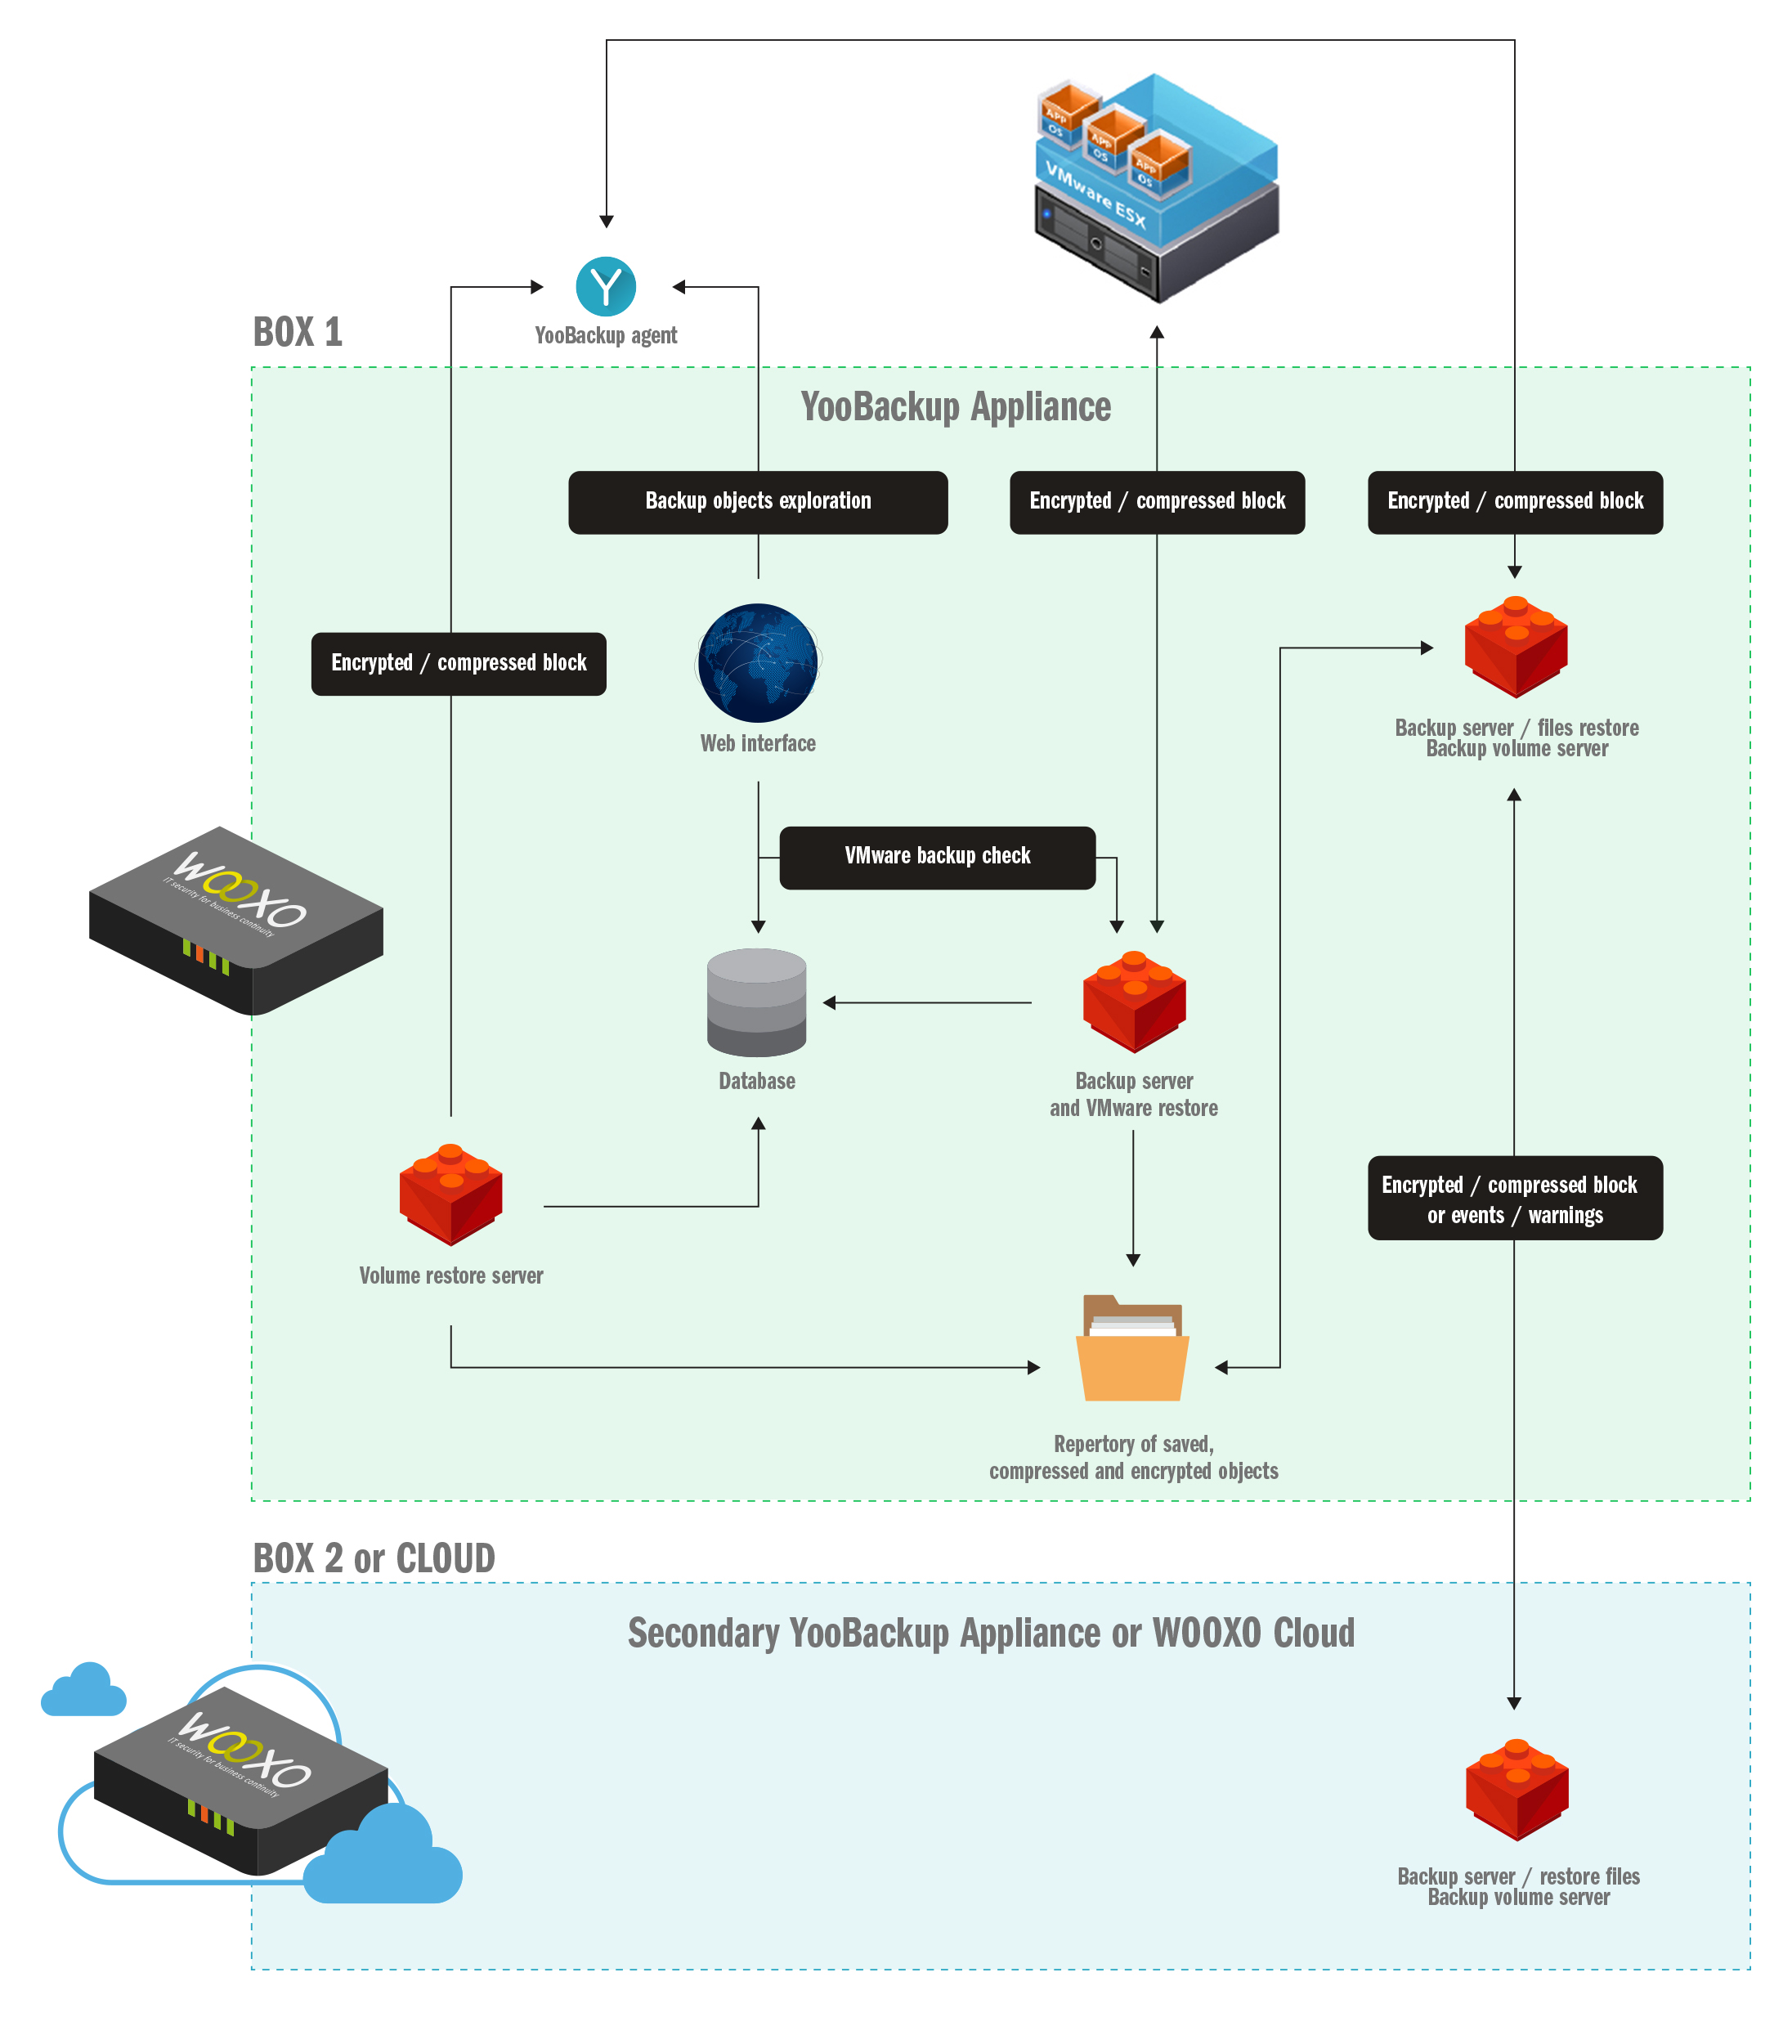 APP
OS
APP
OS
APP
OS
VMware ESX
YooBackup agent
BOX 1
YooBackup Appliance
Backup objects exploration
Encrypted / compressed block
Encrypted / compressed block
Encrypted / compressed block
Web interface
Backup server / files restore
Backup volume server
VMware backup check
WOOXO
IT security for business continuity
Database
Backup server
and VMware restore
Encrypted / compressed block
or events / warnings
Volume restore server
Repertory of saved,
compressed and encrypted objects
BOX 2 or CLOUD
Secondary YooBackup Appliance or WOOXO Cloud
WOOXO
IT security for business continuity
Backup server / restore files
Backup volume server